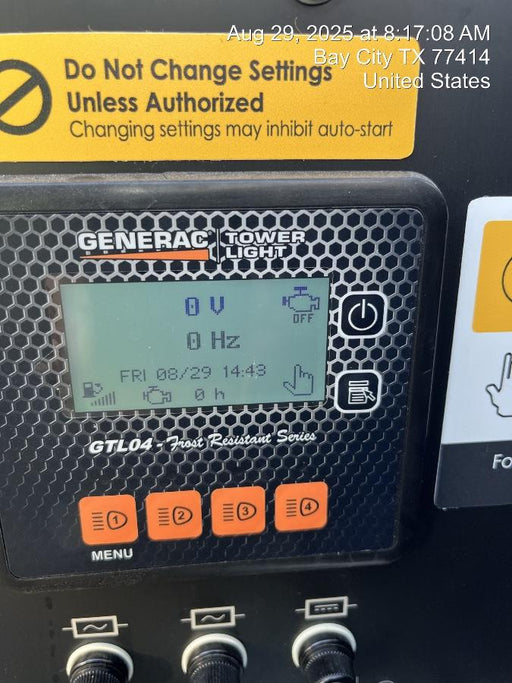 Aug 29, 2025 at 8:17:08 AM
Bay City TX 77414
United States
Do Not Change Settings
Unless Authorized
Changing settings may inhibit auto-start
GENERAC TOWER
LIGHT
0 V
OFF
0 Hz
FRI 08/29 14:43
0 h
GTL04 - Frost Resistant Series
1 2 3 4
MENU
Fo